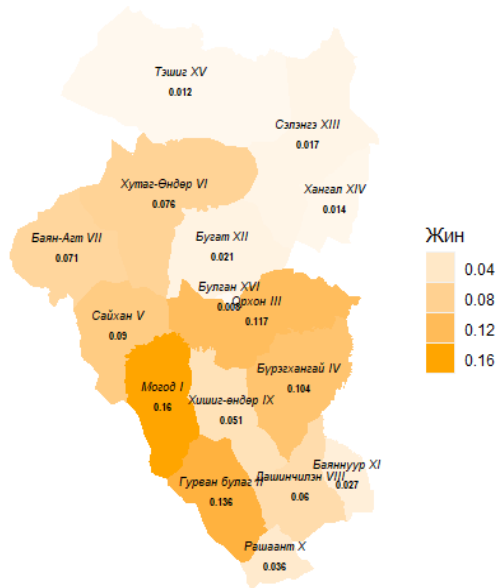 Тэшиг XV
0.012
Сэлэнгэ XIII
0.017
Хангал XIV
0.014
Хутаг-Өндөр VI
0.076
Баян-Агт VII
0.071
Бугат XII
0.021
Булган XVI
0.008
Орхон III
0.117
Сайхан V
0.09
Бүрэгхангай IV
0.104
Могод I
0.16
Хишиг-өндөр IX
0.051
Гурван булаг II
0.136
Дашинчилэн VIII
0.06
Баяннуур XI
0.027
Рашаант X
0.036
Жин
0.04
0.08
0.12
0.16